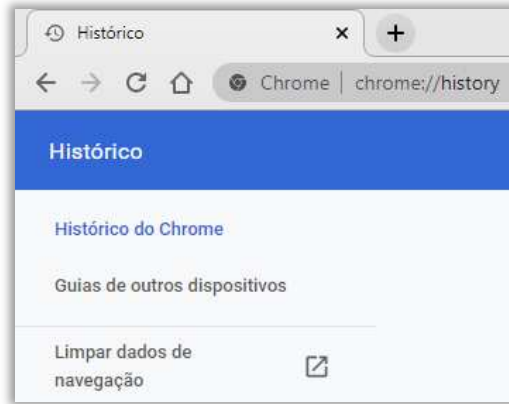 Histórico
Chrome | chrome://history
Histórico
Histórico do Chrome
Guias de outros dispositivos
Limpar dados de
navegação